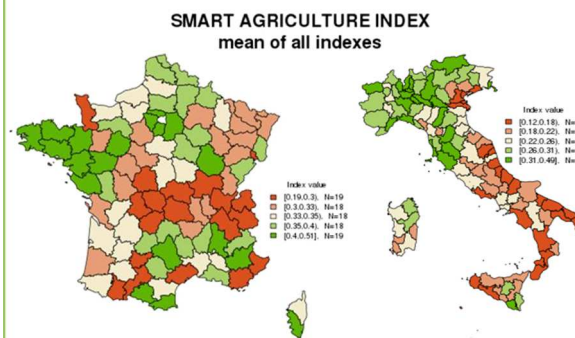 SMART AGRICULTURE INDEX
mean of all indexes
Index value
[0.19,0.3), N=19
[0.3,0.33), N=18
[0.33,0.35), N=18
[0.35,0.4), N=18
[0.4,0.51], N=19
Index value
[0.12,0.18), N=
[0.18,0.22), N=
[0.22,0.26), N=
[0.26,0.31), N=
[0.31,0.49], N=